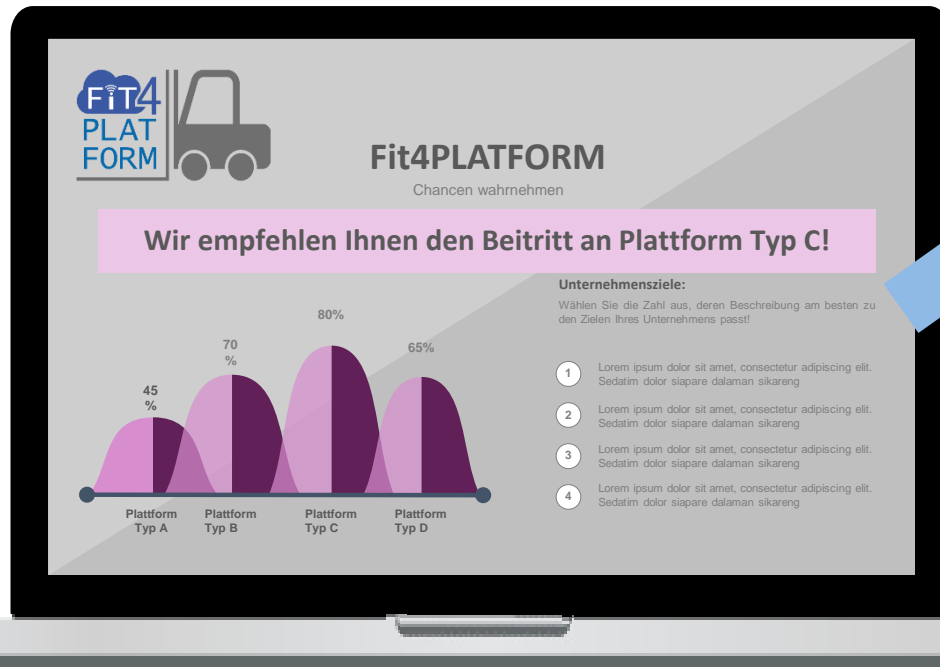 FiT4
PLAT
FORM
Fit4PLATFORM
Chancen wahrnehmen
Wir empfehlen Ihnen den Beitritt an Plattform Typ C!
45
%
70
%
80%
65%
Plattform
Typ A
Plattform
Typ B
Plattform
Typ C
Plattform
Typ D
Unternehmensziele:
Wählen Sie die Zahl aus, deren Beschreibung am besten zu
den Zielen Ihres Unternehmens passt!
1
Lorem ipsum dolor sit amet, consectetur adipiscing elit.
Sedatim dolor siapare dalaman sikareng
2
Lorem ipsum dolor sit amet, consectetur adipiscing elit.
Sedatim dolor siapare dalaman sikareng
3
Lorem ipsum dolor sit amet, consectetur adipiscing elit.
Sedatim dolor siapare dalaman sikareng
4
Lorem ipsum dolor sit amet, consectetur adipiscing elit.
Sedatim dolor siapare dalaman sikareng